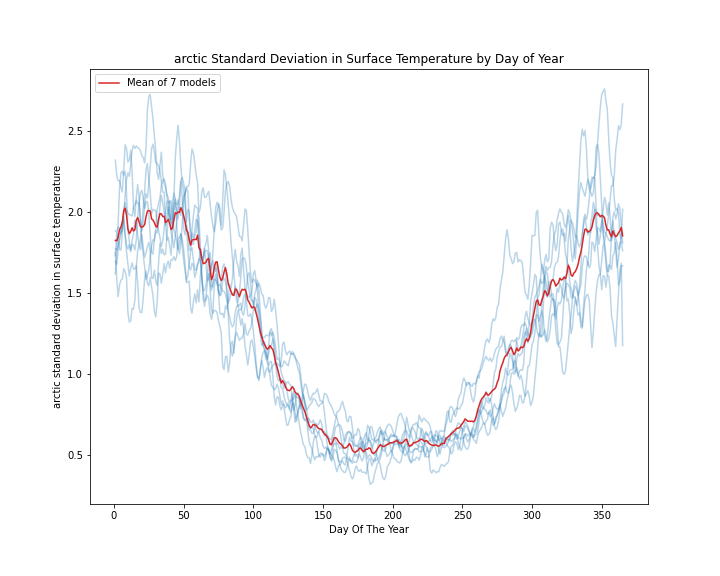 arctic Standard Deviation in Surface Temperature by Day of Year
Mean of 7 models
arctic standard deviation in surface temperature
2.5
2.0
1.5
1.0
0.5
0 50 100 150 200 250 300 350
Day Of The Year